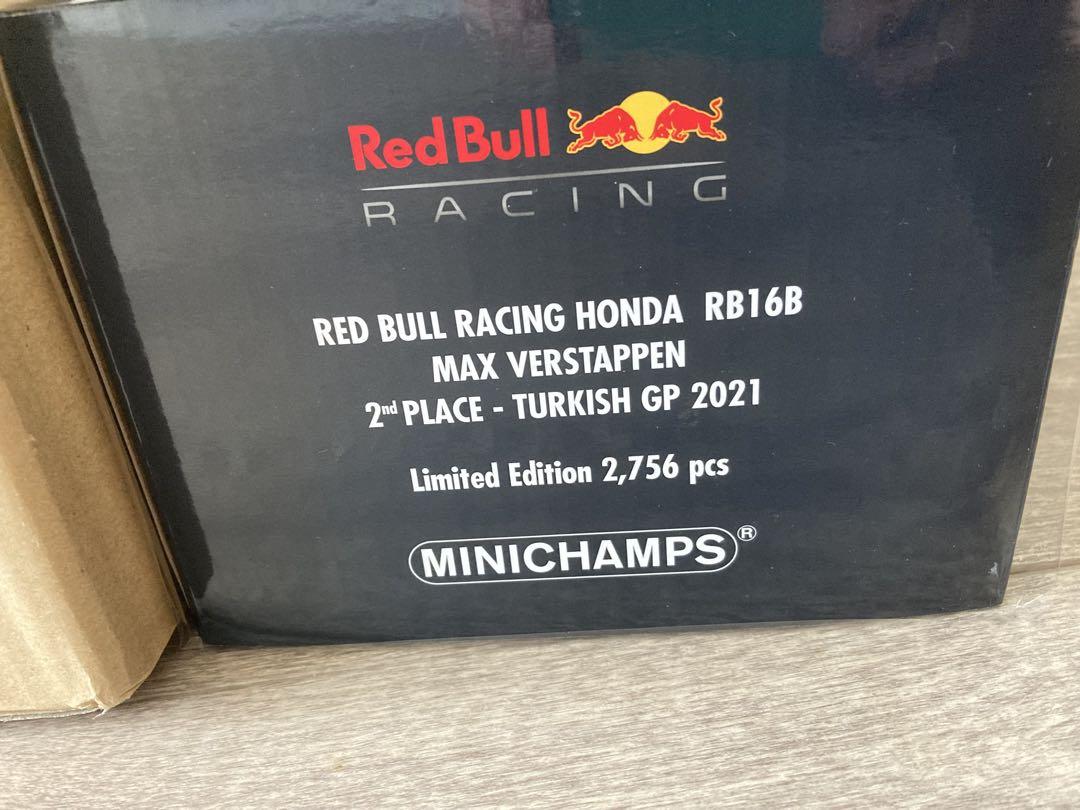 Red Bull
RACING
RED BULL RACING HONDA RB16B
MAX VERSTAPPEN
2nd PLACE - TURKISH GP 2021
Limited Edition 2,756 pcs
MINICHAMPS®